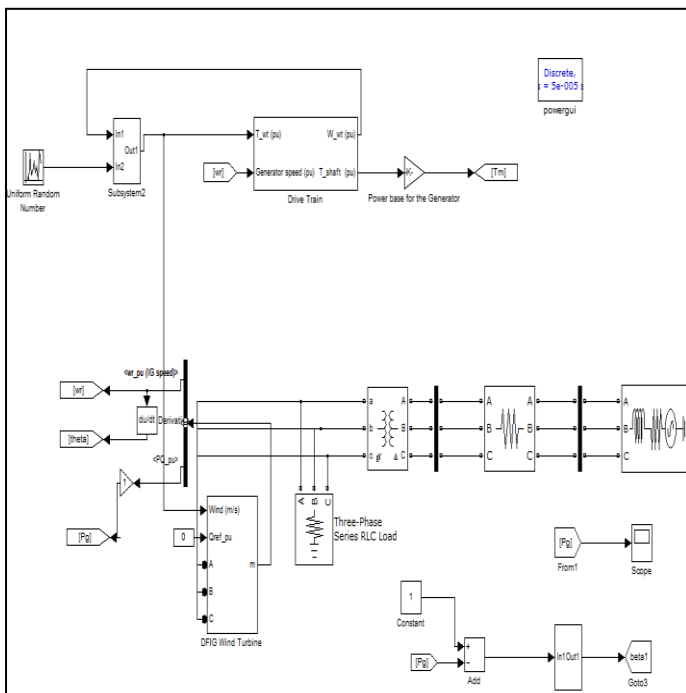 Discrete,
s = 5e-005 s
powergui
In1
Out1
In2
Subsystem2
Uniform Random
Number
T_wt (pu)
W_wt (pu)
[wr]
Generator speed (pu)
T_shaft (pu)
Drive Train
-K-
Power base for the Generator
[Tm]
<wr_pu (IG speed)>
[wr]
du/dt
Derivati
[theta]
<PQ_pu>
1
[Pg]
0
Wind (m/s)
Qref_pu
A
B
C
m
DFIG Wind Turbine
A
B
C
Three-Phase
Series RLC Load
a
A
b
B
c
C
A
A
B
B
C
C
A
B
C
[Pg]
From1
Scope
1
Constant
[Pg]
+
−
Add
In1Out1
beta1
Goto3